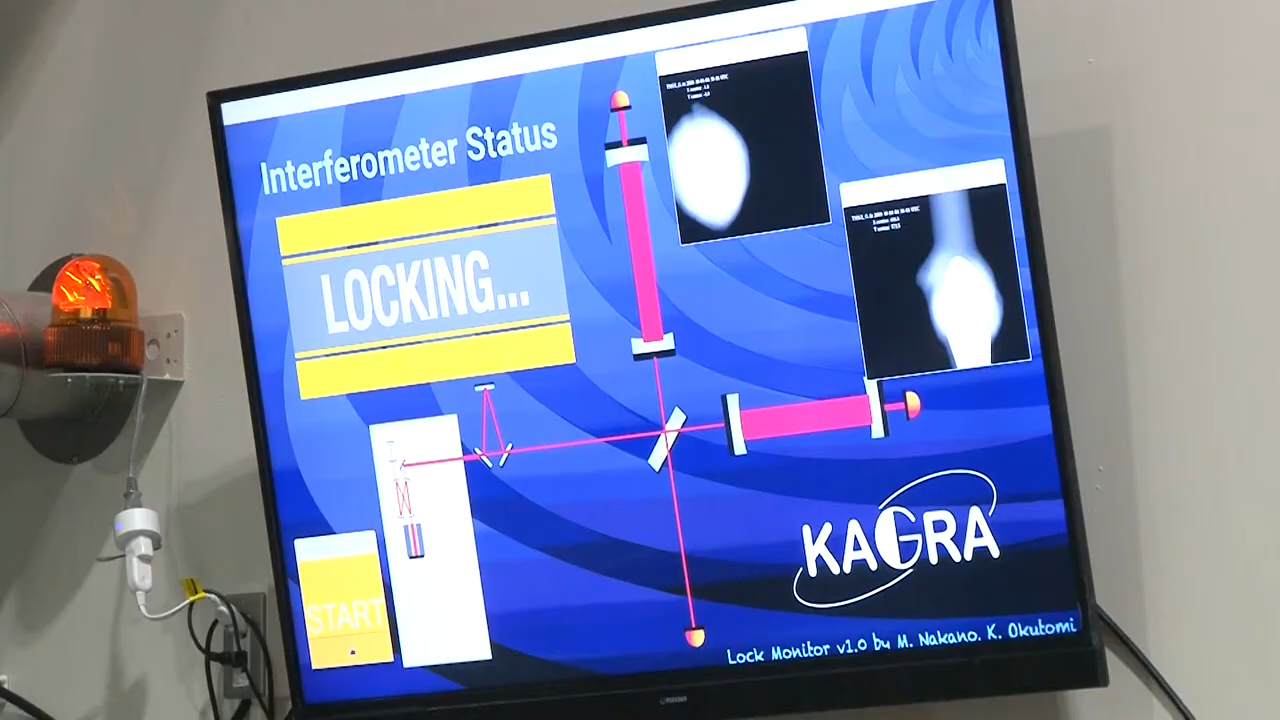 Interferometer Status
LOCKING...
START
KAGRA
Lock Monitor v1.0 by M. Nakano. K. Okutomi